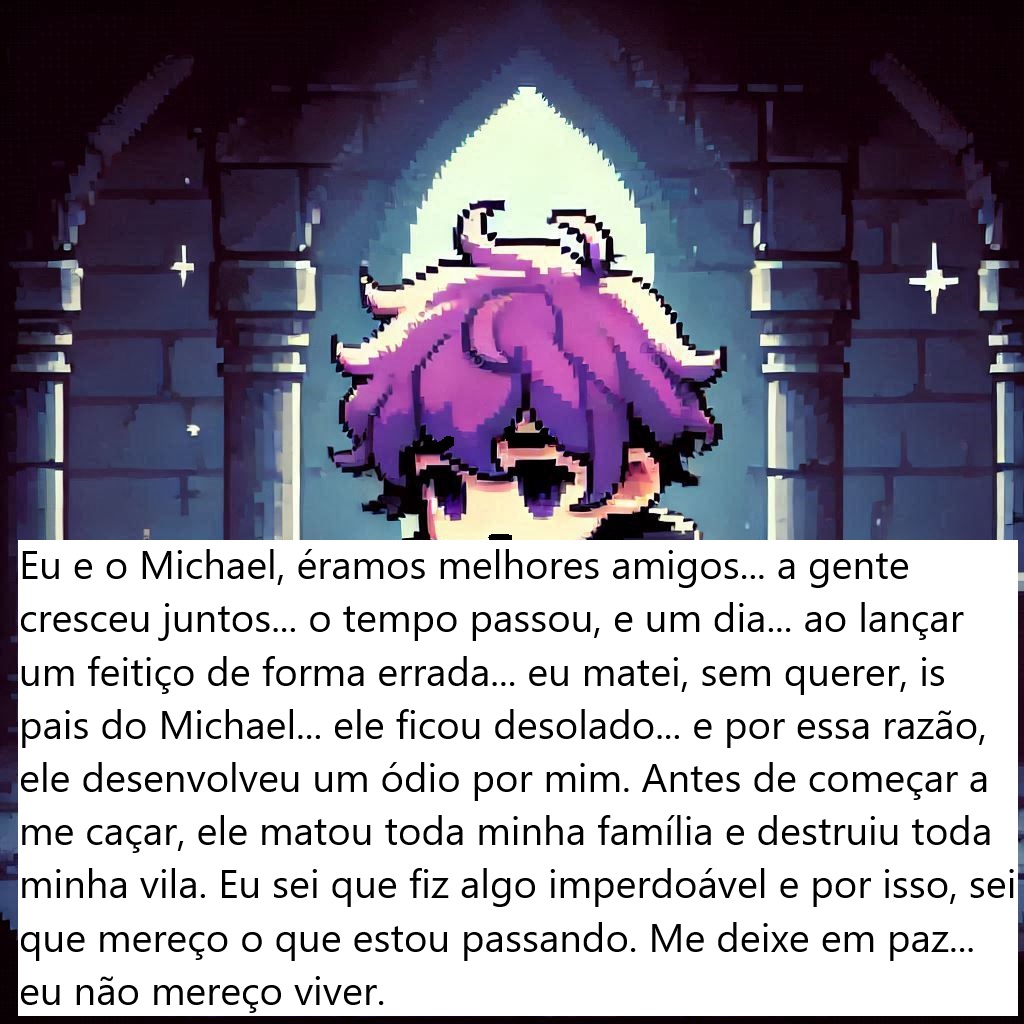 Eu e o Michael, éramos melhores amigos... a gente
cresceu juntos... o tempo passou, e um dia... ao lançar
um feitiço de forma errada... eu matei, sem querer, is
pais do Michael... ele ficou desolado... e por essa razão,
ele desenvolveu um ódio por mim. Antes de começar a
me caçar, ele matou toda minha família e destruiu toda
minha vila. Eu sei que fiz algo imperdoável e por isso, sei
que mereço o que estou passando. Me deixe em paz...
eu não mereço viver.